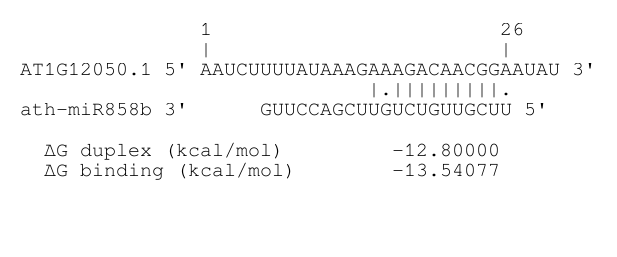 1 26
| |
AT1G12050.1 5' AAUCUUUUAUAAAGAAAGACAACGGAAUAU 3'
|.|||||||||.
ath-miR858b 3' GUUCCAGCUUGUCUGUUGCUU 5'
ΔG duplex (kcal/mol) -12.80000
ΔG binding (kcal/mol) -13.54077